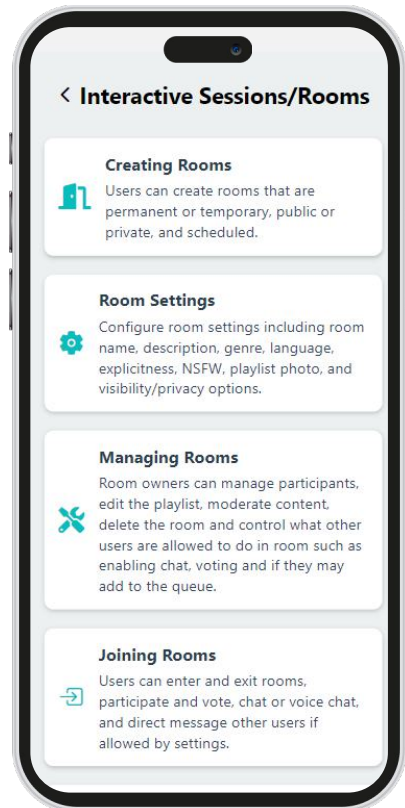 Interactive Sessions/Rooms
Creating Rooms
Users can create rooms that are
permanent or temporary, public or
private, and scheduled.
Room Settings
Configure room settings including room
name, description, genre, language,
explicitness, NSFW, playlist photo, and
visibility/privacy options.
Managing Rooms
Room owners can manage participants,
edit the playlist, moderate content,
delete the room and control what other
users are allowed to do in room such as
enabling chat, voting and if they may
add to the queue.
Joining Rooms
Users can enter and exit rooms,
participate and vote, chat or voice chat,
and direct message other users if
allowed by settings.